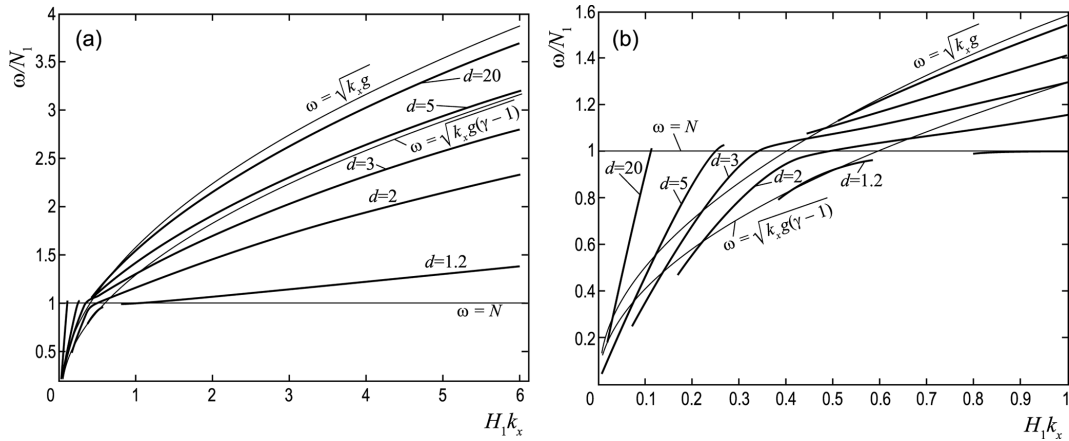 (a)
ω/N₁
4
3.5
3
2.5
2
1.5
1
0.5
0
1
2
3
4
5
6
H₁kₓ
ω = √kₓg
d=20
d=5
ω = √kₓg(γ − 1)
d=3
d=2
d=1.2
ω = N
(b)
ω/N₁
1.6
1.4
1.2
1
0.8
0.6
0.4
0.2
0
0.1
0.2
0.3
0.4
0.5
0.6
0.7
0.8
0.9
1
H₁kₓ
ω = √kₓg
ω = N
d=20
d=5
d=3
d=2
d=1.2
ω = √kₓg(γ − 1)